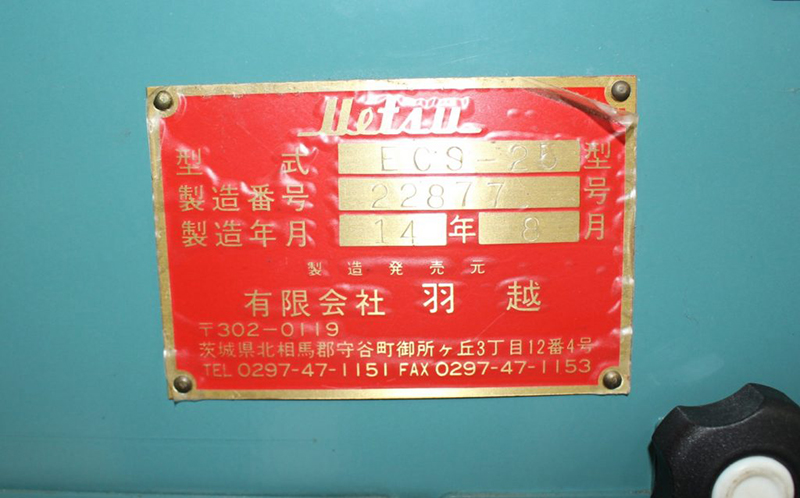 Uetsu
型式 ECS-25 型
製造番号 22877 号
製造年月 14 年 8 月
製造発売元
有限会社 羽越
〒302-0119
茨城県北相馬郡守谷町御所ヶ丘3丁目12番4号
TEL 0297-47-1151 FAX 0297-47-1153